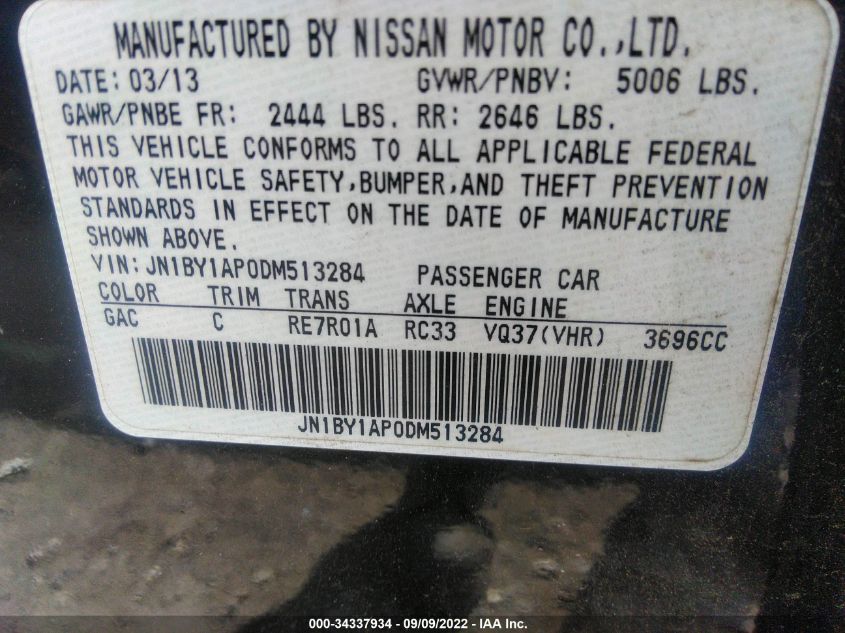 MANUFACTURED BY NISSAN MOTOR CO.,LTD.
DATE: 03/13 GVWR/PNBV: 5006 LBS.
GAWR/PNBE FR: 2444 LBS. RR: 2646 LBS.
THIS VEHICLE CONFORMS TO ALL APPLICABLE FEDERAL
MOTOR VEHICLE SAFETY,BUMPER,AND THEFT PREVENTION
STANDARDS IN EFFECT ON THE DATE OF MANUFACTURE
SHOWN ABOVE.
VIN: JN1BY1AP0DM513284 PASSENGER CAR
COLOR TRIM TRANS AXLE ENGINE
GAC C RE7R01A RC33 VQ37(VHR) 3696CC
JN1BY1AP0DM513284
000-34337934 - 09/09/2022 - IAA Inc.